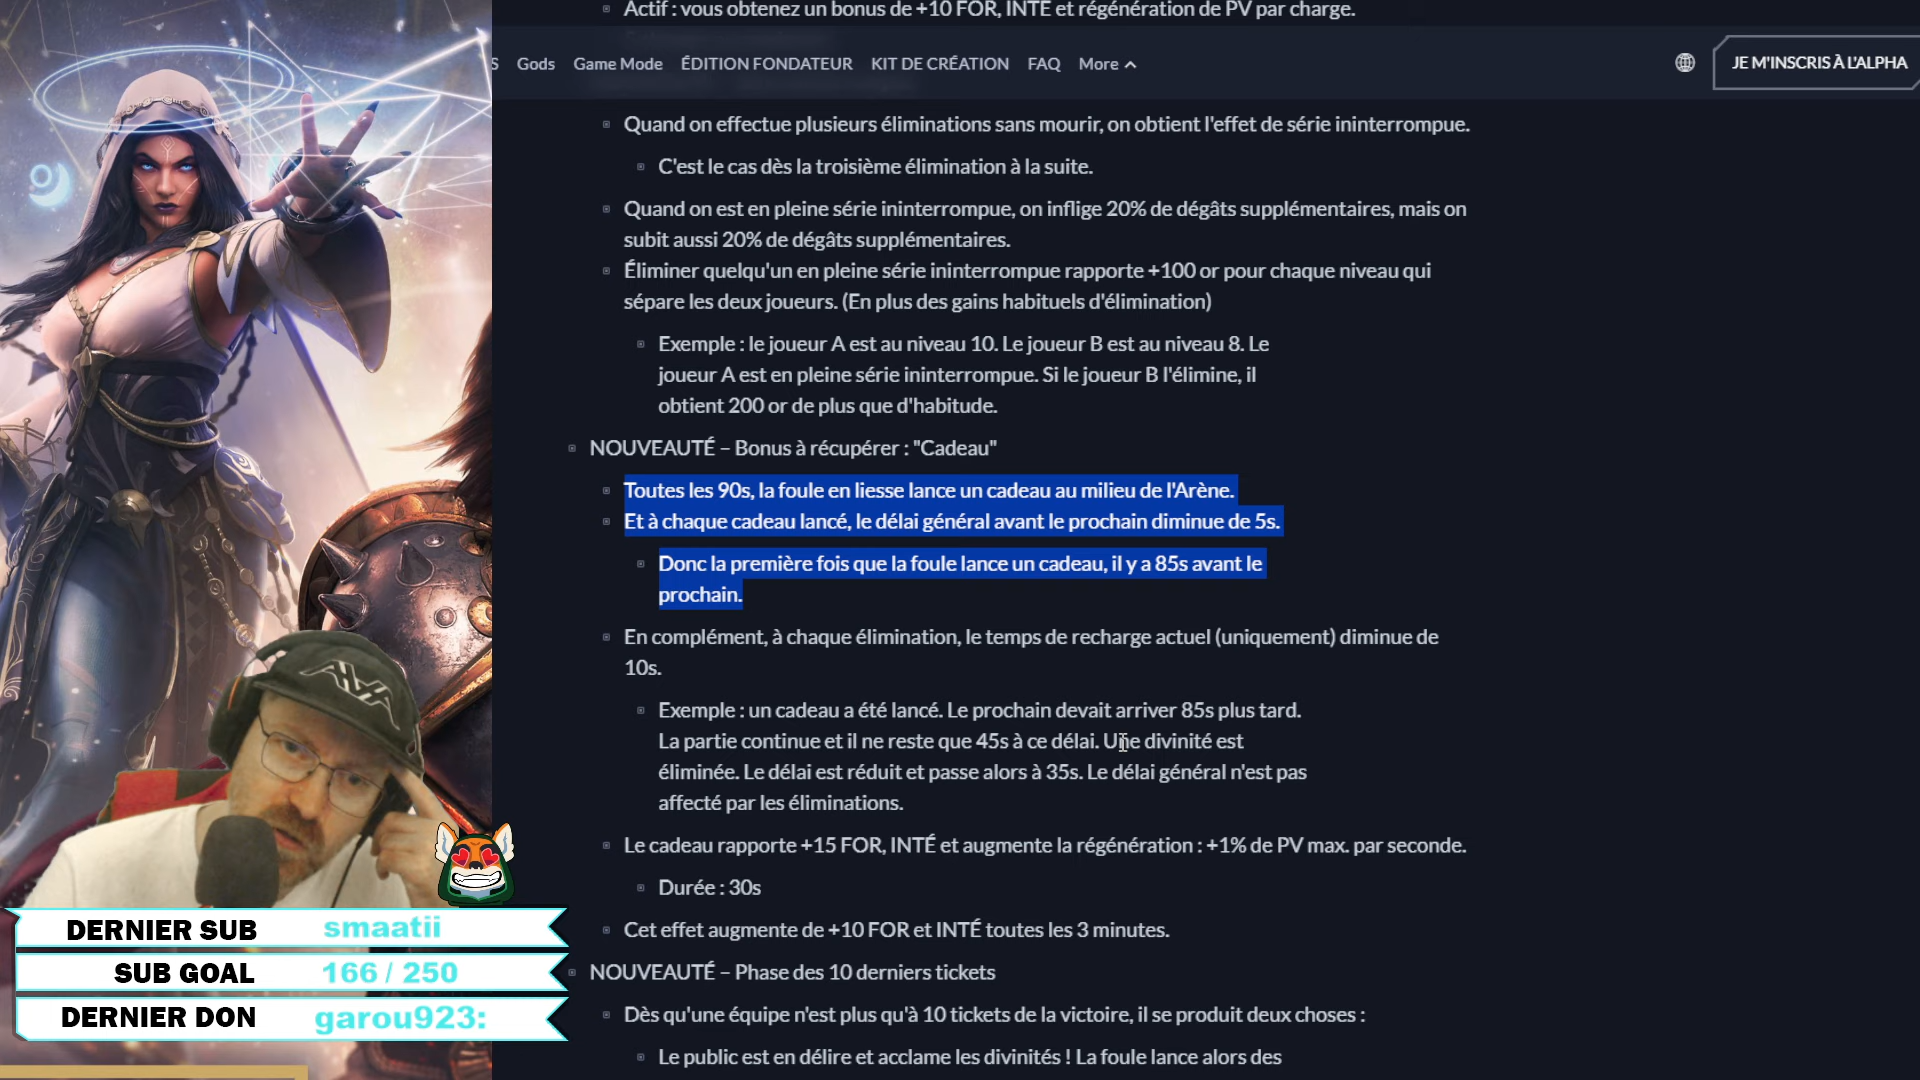 Actif : vous obtenez un bonus de +10 FOR, INTE et régénération de PV par charge.
S Gods Game Mode ÉDITION FONDATEUR KIT DE CRÉATION FAQ More JE M'INSCRIS À L'ALPHA
Quand on effectue plusieurs éliminations sans mourir, on obtient l'effet de série ininterrompue.
C'est le cas dès la troisième élimination à la suite.
Quand on est en pleine série ininterrompue, on inflige 20% de dégâts supplémentaires, mais on
subit aussi 20% de dégâts supplémentaires.
Éliminer quelqu'un en pleine série ininterrompue rapporte +100 or pour chaque niveau qui
sépare les deux joueurs. (En plus des gains habituels d'élimination)
Exemple : le joueur A est au niveau 10. Le joueur B est au niveau 8. Le
joueur A est en pleine série ininterrompue. Si le joueur B l'élimine, il
obtient 200 or de plus que d'habitude.
NOUVEAUTÉ – Bonus à récupérer : "Cadeau"
Toutes les 90s, la foule en liesse lance un cadeau au milieu de l'Arène.
Et à chaque cadeau lancé, le délai général avant le prochain diminue de 5s.
Donc la première fois que la foule lance un cadeau, il y a 85s avant le
prochain.
En complément, à chaque élimination, le temps de recharge actuel (uniquement) diminue de
10s.
Exemple : un cadeau a été lancé. Le prochain devait arriver 85s plus tard.
La partie continue et il ne reste que 45s à ce délai. Une divinité est
éliminée. Le délai est réduit et passe alors à 35s. Le délai général n'est pas
affecté par les éliminations.
Le cadeau rapporte +15 FOR, INTÉ et augmente la régénération : +1% de PV max. par seconde.
Durée : 30s
Cet effet augmente de +10 FOR et INTÉ toutes les 3 minutes.
NOUVEAUTÉ – Phase des 10 derniers tickets
Dès qu'une équipe n'est plus qu'à 10 tickets de la victoire, il se produit deux choses :
Le public est en délire et acclame les divinités ! La foule lance alors des
DERNIER SUB smaatii
SUB GOAL 166 / 250
DERNIER DON garou923: